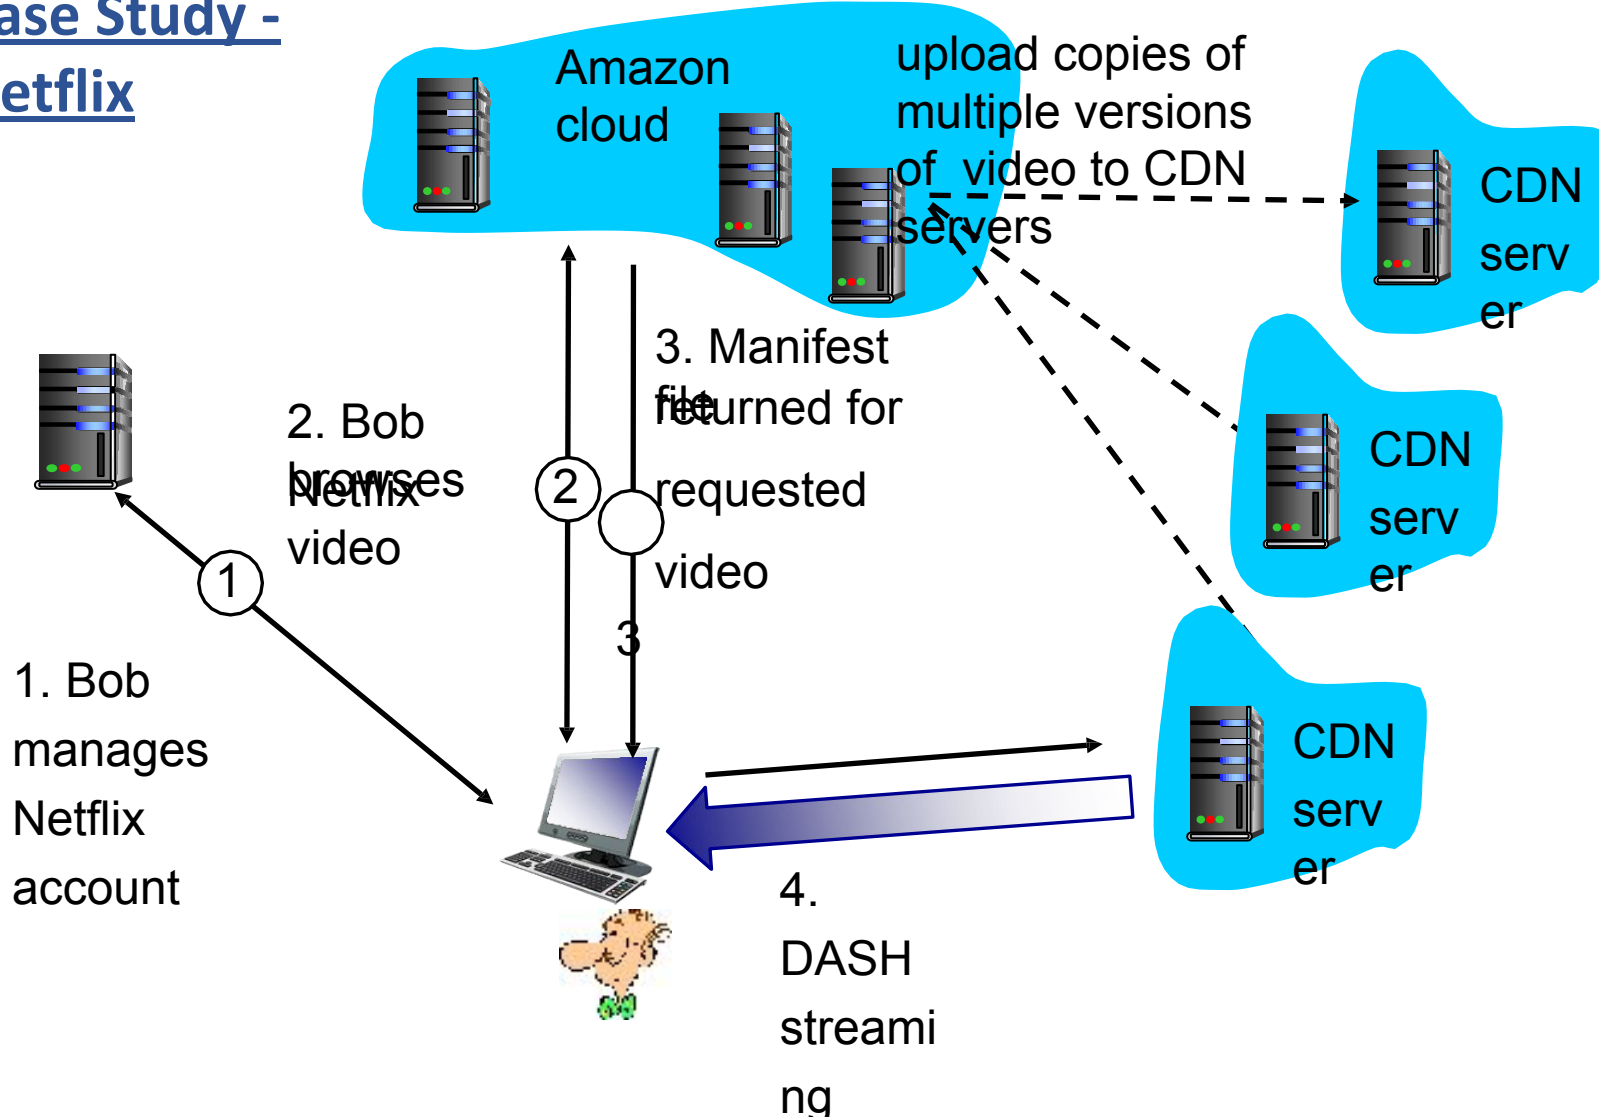 ase Study -
etflix
Amazon
cloud
upload copies of
multiple versions
of video to CDN
servers
CDN
serv
er
3. Manifest
file
returned for
requested
video
2. Bob
browses
Netflix
video
CDN
serv
er
2
1
3
1. Bob
manages
Netflix
account
CDN
serv
er
4.
DASH
streami
ng